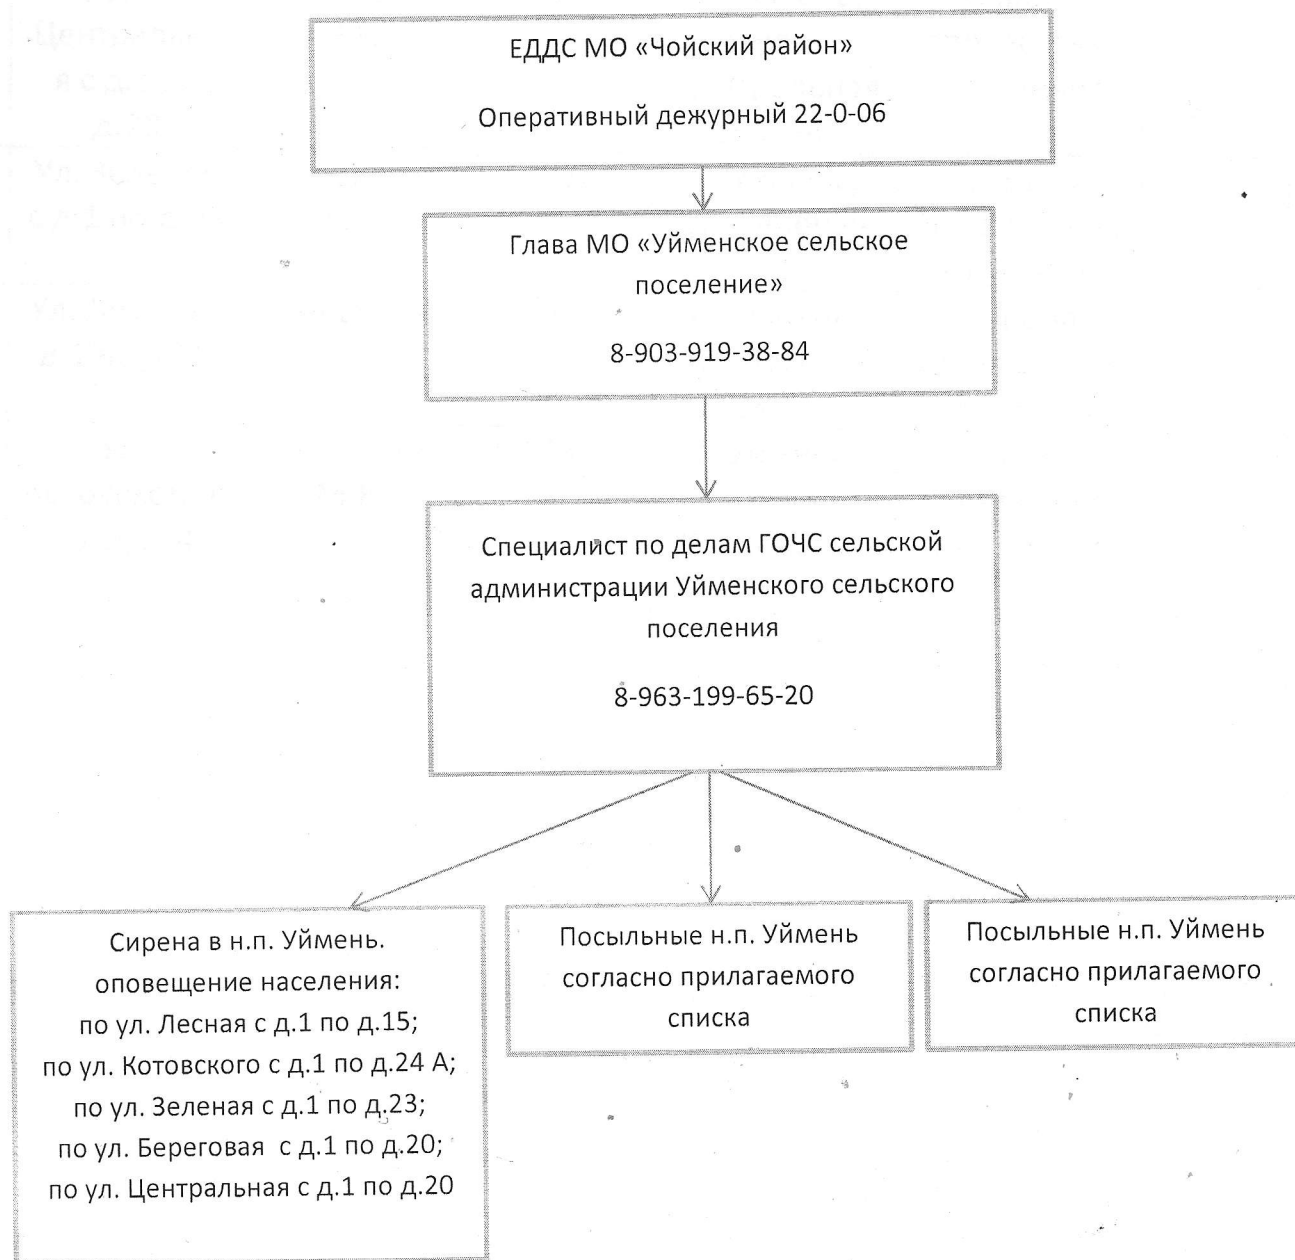 ЕДДС МО «Чойский район»
Оперативный дежурный 22-0-06
Глава МО «Уйменское сельское
поселение»
8-903-919-38-84
Специалист по делам ГОЧС сельской
администрации Уйменского сельского
поселения
8-963-199-65-20
Сирена в н.п. Уймень.
оповещение населения:
по ул. Лесная с д.1 по д.15;
по ул. Котовского с д.1 по д.24 А;
по ул. Зеленая с д.1 по д.23;
по ул. Береговая с д.1 по д.20;
по ул. Центральная с д.1 по д.20
Посыльные н.п. Уймень
согласно прилагаемого
списка
Посыльные н.п. Уймень
согласно прилагаемого
списка